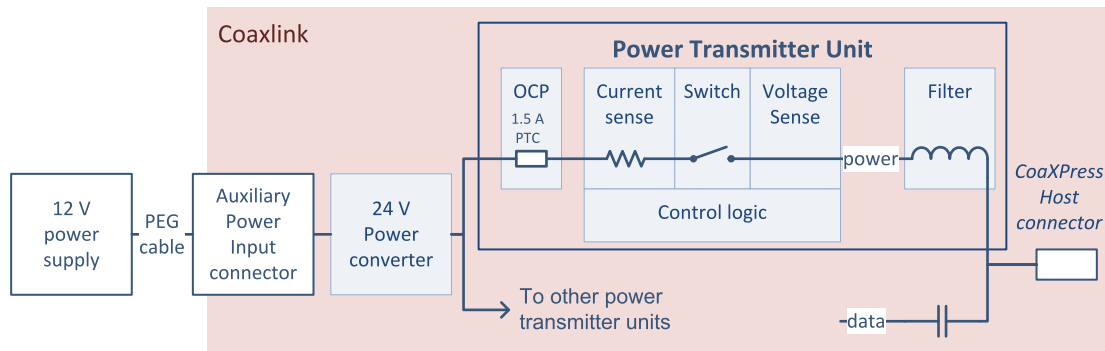 Coaxlink
Power Transmitter Unit
OCP
1.5 A
PTC
Current
sense
Switch
Voltage
Sense
Filter
power
Control logic
CoaXPress
Host
connector
12 V
power
supply
PEG
cable
Auxiliary
Power
Input
connector
24 V
Power
converter
To other power
transmitter units
data